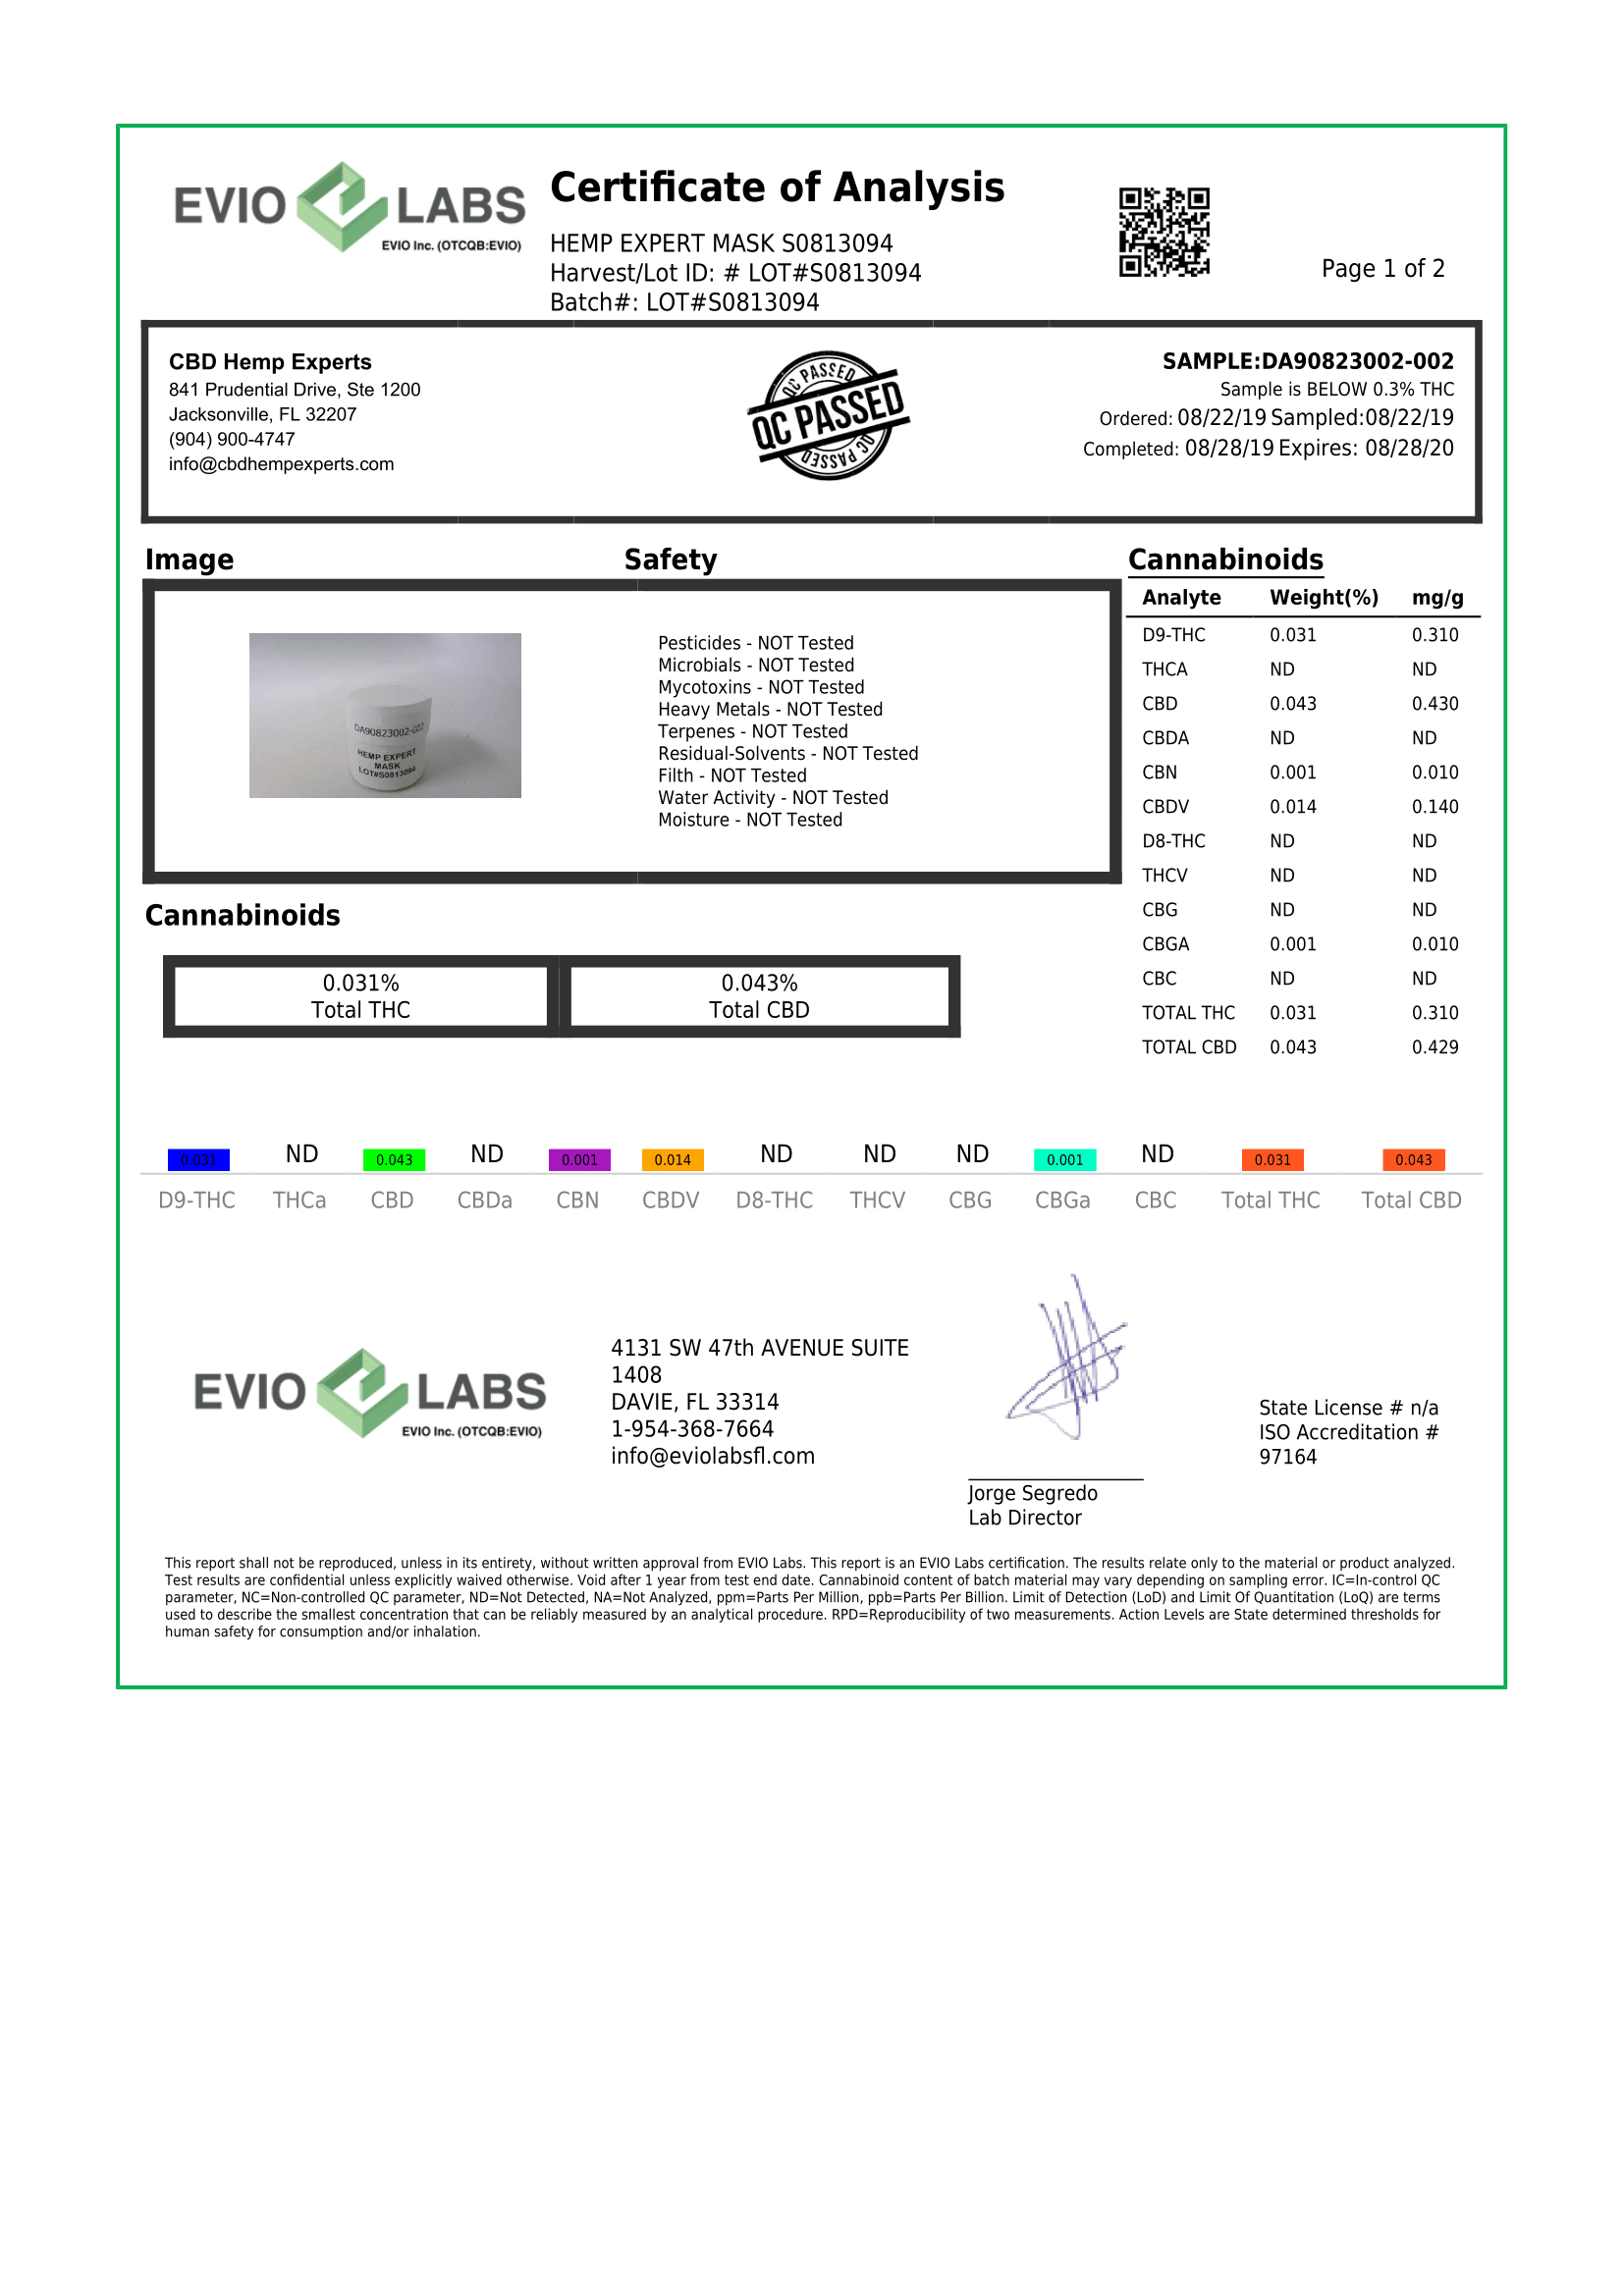 EVIO LABS
EVIO Inc. (OTCQB:EVIO)
Certificate of Analysis
HEMP EXPERT MASK S0813094
Harvest/Lot ID: # LOT#S0813094
Batch#: LOT#S0813094
Page 1 of 2
CBD Hemp Experts
841 Prudential Drive, Ste 1200
Jacksonville, FL 32207
(904) 900-4747
info@cbdhempexperts.com
QC PASSED
QC PASSED
QC PASSED
SAMPLE:DA90823002-002
Sample is BELOW 0.3% THC
Ordered: 08/22/19 Sampled:08/22/19
Completed: 08/28/19 Expires: 08/28/20
Image
DA90823002-002
HEMP EXPERT
MASK
LOT#S0813094
Safety
Pesticides - NOT Tested
Microbials - NOT Tested
Mycotoxins - NOT Tested
Heavy Metals - NOT Tested
Terpenes - NOT Tested
Residual-Solvents - NOT Tested
Filth - NOT Tested
Water Activity - NOT Tested
Moisture - NOT Tested
Cannabinoids
Analyte Weight(%) mg/g
D9-THC 0.031 0.310
THCA ND ND
CBD 0.043 0.430
CBDA ND ND
CBN 0.001 0.010
CBDV 0.014 0.140
D8-THC ND ND
THCV ND ND
CBG ND ND
CBGA 0.001 0.010
CBC ND ND
TOTAL THC 0.031 0.310
TOTAL CBD 0.043 0.429
Cannabinoids
0.031%
Total THC
0.043%
Total CBD
0.031 ND 0.043 ND 0.001 0.014 ND ND ND 0.001 ND 0.031 0.043
D9-THC THCa CBD CBDa CBN CBDV D8-THC THCV CBG CBGa CBC Total THC Total CBD
EVIO LABS
EVIO Inc. (OTCQB:EVIO)
4131 SW 47th AVENUE SUITE
1408
DAVIE, FL 33314
1-954-368-7664
info@eviolabsfl.com
Jorge Segredo
Lab Director
State License # n/a
ISO Accreditation #
97164
This report shall not be reproduced, unless in its entirety, without written approval from EVIO Labs. This report is an EVIO Labs certification. The results relate only to the material or product analyzed.
Test results are confidential unless explicitly waived otherwise. Void after 1 year from test end date. Cannabinoid content of batch material may vary depending on sampling error. IC=In-control QC
parameter, NC=Non-controlled QC parameter, ND=Not Detected, NA=Not Analyzed, ppm=Parts Per Million, ppb=Parts Per Billion. Limit of Detection (LoD) and Limit Of Quantitation (LoQ) are terms
used to describe the smallest concentration that can be reliably measured by an analytical procedure. RPD=Reproducibility of two measurements. Action Levels are State determined thresholds for
human safety for consumption and/or inhalation.